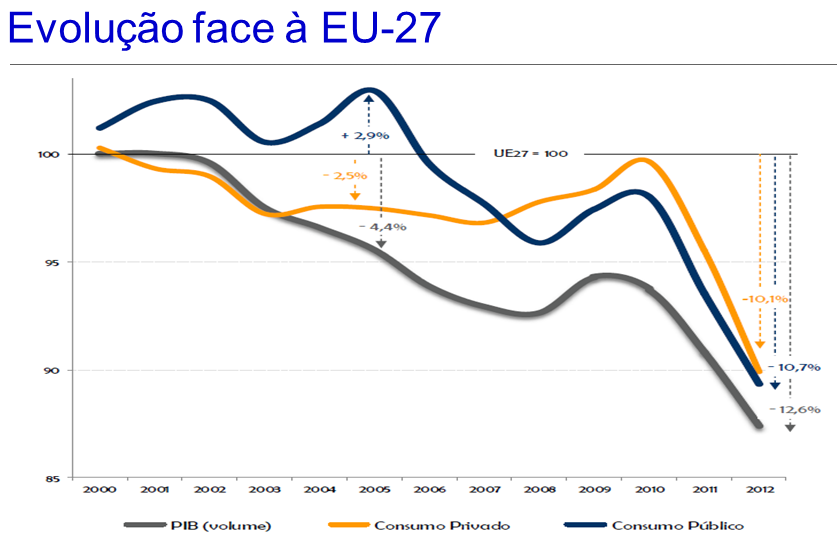 Evolução face à EU-27
+ 2,9%
100
UE27 = 100
- 2,5%
- 4,4%
95
-10,1%
- 10,7%
90
- 12,6%
85
2000 2001 2002 2003 2004 2005 2006 2007 2008 2009 2010 2011 2012
PIB (volume) Consumo Privado Consumo Público